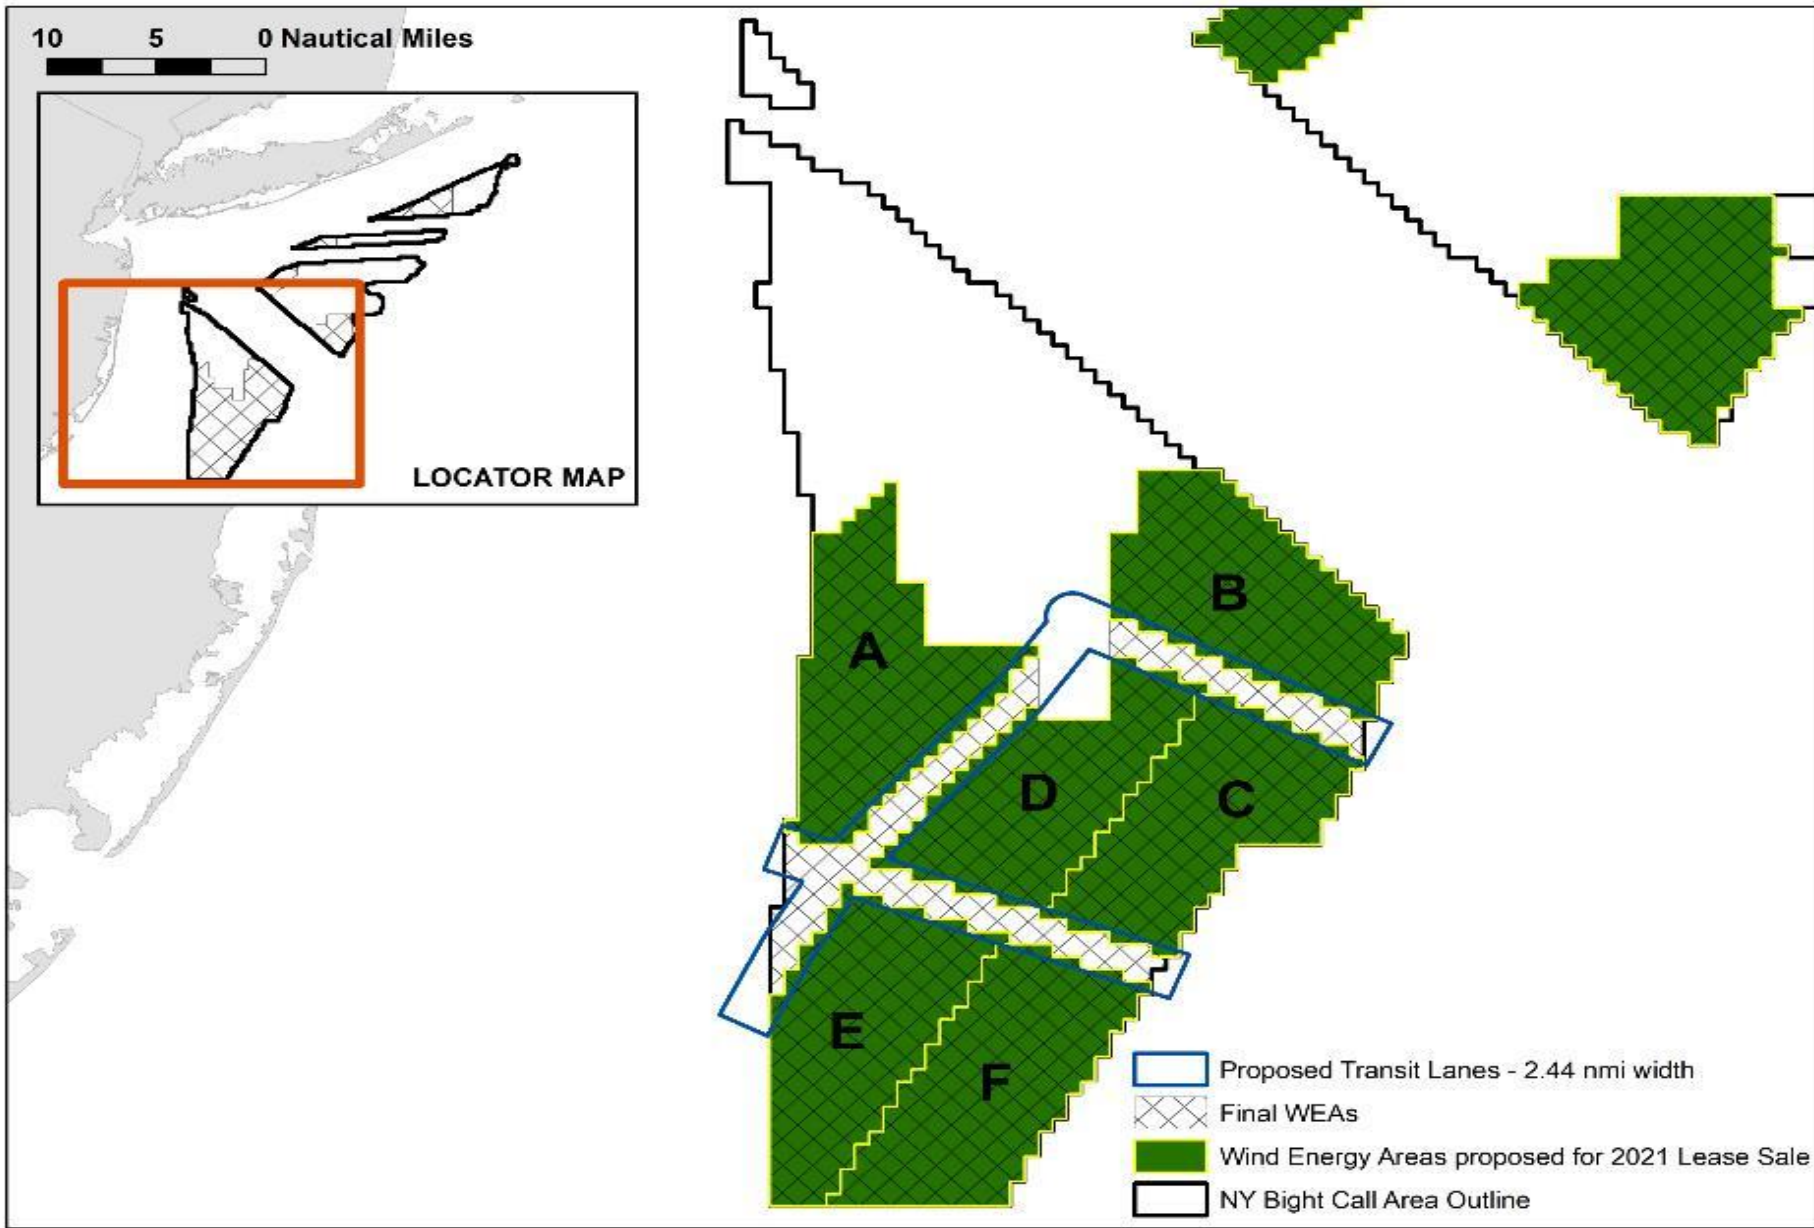 10 5 0 Nautical Miles
LOCATOR MAP
B
A
D
C
E
F
Proposed Transit Lanes - 2.44 nmi width
Final WEAs
Wind Energy Areas proposed for 2021 Lease Sale
NY Bight Call Area Outline